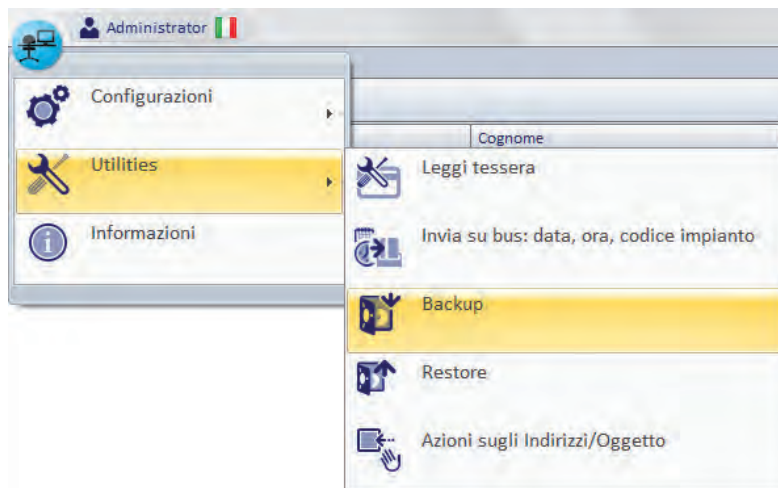 Administrator
Configurazioni
Cognome
Utilities
Leggi tessera
Informazioni
Invia su bus: data, ora, codice impianto
Backup
Restore
Azioni sugli Indirizzi/Oggetto